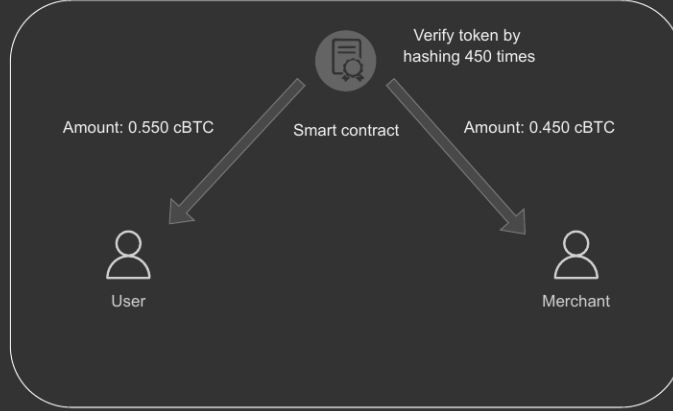 Verify token by
hashing 450 times
Amount: 0.550 cBTC
Smart contract
Amount: 0.450 cBTC
User
Merchant